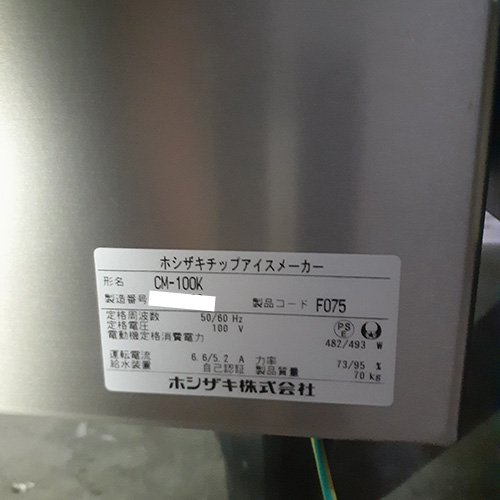 ホシザキチップアイスメーカー
形名 CM-100K
製造番号 製品コード F075
定格周波数 50/60 Hz
定格電圧 100 V
電動機定格消費電力 482/493 W
PS E
運転電流 6.6/5.2 A 力率 73/95 %
給水装置 自己認証 製品質量 70 kg
ホシザキ株式会社